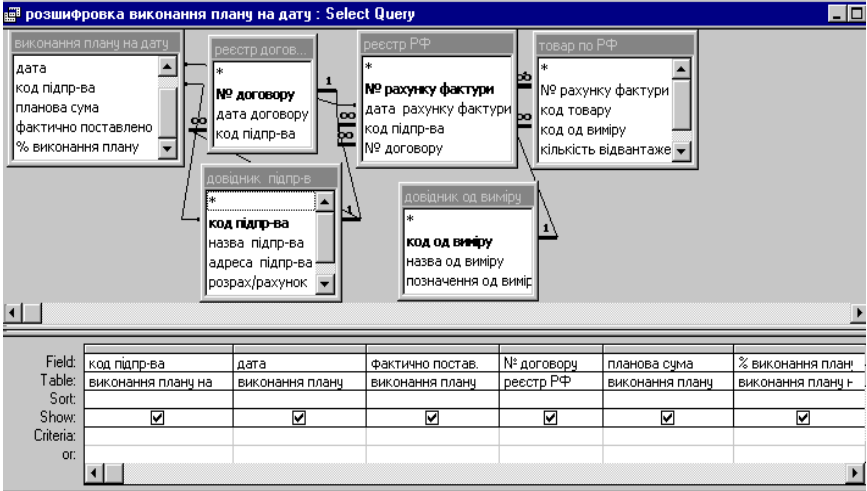 розшифровка виконання плану на дату : Select Query
виконання плану на дату
дата
код підпр-ва
планова сума
фактично поставлено
% виконання плану
реєстр догов...
*
№ договору
дата договору
код підпр-ва
реєстр РФ
*
№ рахунку фактури
дата рахунку фактури
код підпр-ва
№ договору
товар по РФ
*
№ рахунку фактури
код товару
код од виміру
кількість відвантаже
1
∞
∞
∞
∞
∞
довідник підпр-в
*
код підпр-ва
назва підпр-ва
адреса підпр-ва
розрах/рахунок
1
довідник од виміру
*
код од виміру
назва од виміру
позначення од вимір
1
Field: код підпр-ва дата фактично постав. № договору планова сума % виконання план
Table: виконання плану на виконання плану виконання плану реєстр РФ виконання плану виконання плану н
Sort:
Show:
Criteria:
or: